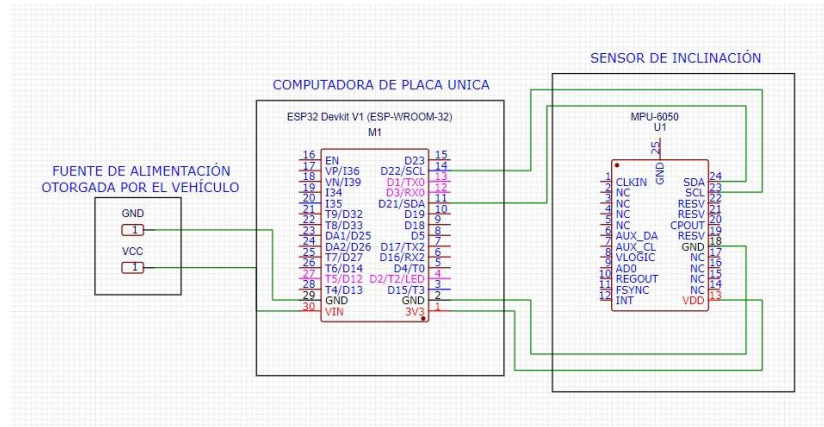 SENSOR DE INCLINACIÓN
COMPUTADORA DE PLACA UNICA
ESP32 Devkit V1 (ESP-WROOM-32)
M1
16 EN D23 15
17 VP/I36 D22/SCL 14
18 VN/I39 D1/TX0 13
19 I34 D3/RX0 12
20 I35 D21/SDA 11
21 T9/D32 D19 10
22 T8/D33 D18 9
23 DA1/D25 D5 8
24 DA2/D26 D17/TX2 7
25 T7/D27 D16/RX2 6
26 T6/D14 D4/T0 5
27 T5/D12 D2/T2/LED 4
28 T4/D13 D15/T3 3
29 GND GND 2
30 VIN 3V3 1
FUENTE DE ALIMENTACIÓN
OTORGADA POR EL VEHÍCULO
GND
1
VCC
1
MPU-6050
U1
25
GND
1 CLKIN SDA 24
2 NC SCL 23
3 NC RESV 22
4 NC RESV 21
5 NC CPOUT 20
6 AUX_DA RESV 19
7 AUX_CL GND 18
8 VLOGIC NC 17
9 AD0 NC 16
10 REGOUT NC 15
11 FSYNC NC 14
12 INT VDD 13